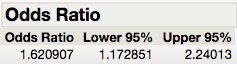 Odds Ratio
Odds Ratio Lower 95% Upper 95%
1.620907 1.172851 2.24013